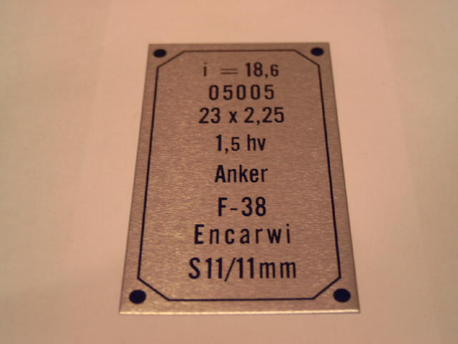 i = 18,6
05005
23 x 2,25
1,5 hv
Anker
F-38
Encarwi
S11/11mm